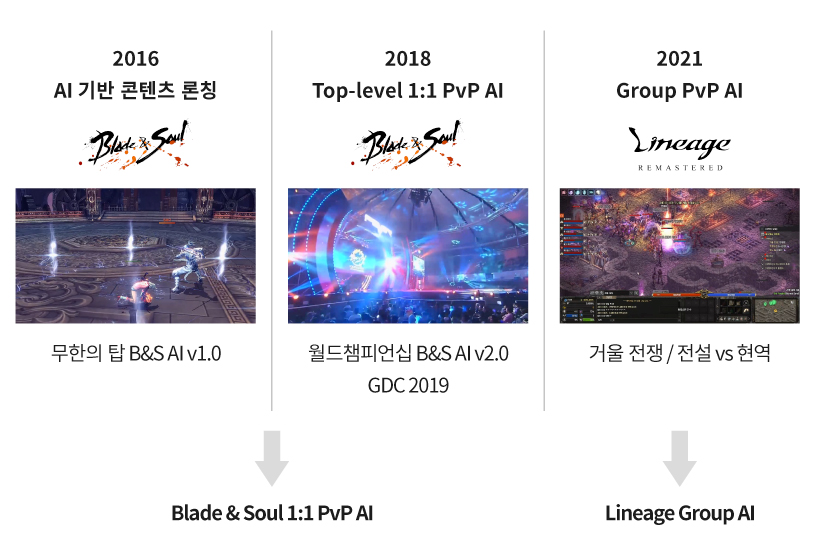 2016
AI 기반 콘텐츠 론칭
Blade & Soul
무한의 탑 B&S AI v1.0
2018
Top-level 1:1 PvP AI
Blade & Soul
월드챔피언십 B&S AI v2.0
GDC 2019
2021
Group PvP AI
Lineage
REMASTERED
거울 전쟁 / 전설 vs 현역
Blade & Soul 1:1 PvP AI
Lineage Group AI